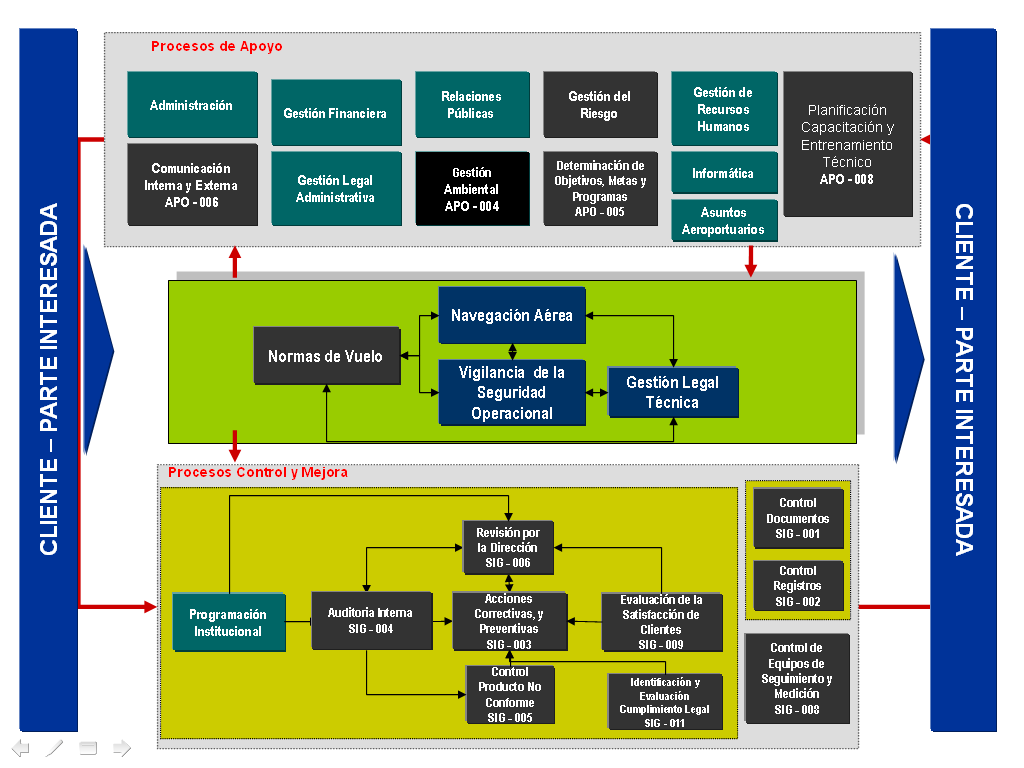 CLIENTE – PARTE INTERESADA
Procesos de Apoyo
Administración
Gestión Financiera
Relaciones
Públicas
Gestión del
Riesgo
Gestión de
Recursos
Humanos
Planificación
Capacitación y
Entrenamiento
Técnico
APO - 008
Comunicación
Interna y Externa
APO - 006
Gestión Legal
Administrativa
Gestión
Ambiental
APO - 004
Determinación de
Objetivos, Metas y
Programas
APO - 005
Informática
Asuntos
Aeroportuarios
Navegación Aérea
Normas de Vuelo
Vigilancia de la
Seguridad
Operacional
Gestión Legal
Técnica
Procesos Control y Mejora
Revisión por
la Dirección
SIG - 006
Programación
Institucional
Auditoria Interna
SIG - 004
Acciones
Correctivas, y
Preventivas
SIG - 003
Evaluación de la
Satisfacción de
Clientes
SIG - 009
Control
Producto No
Conforme
SIG - 005
Identificación y
Evaluación
Cumplimiento Legal
SIG - 011
Control
Documentos
SIG - 001
Control
Registros
SIG - 002
Control de
Equipos de
Seguimiento y
Medición
SIG - 008
CLIENTE – PARTE INTERESADA